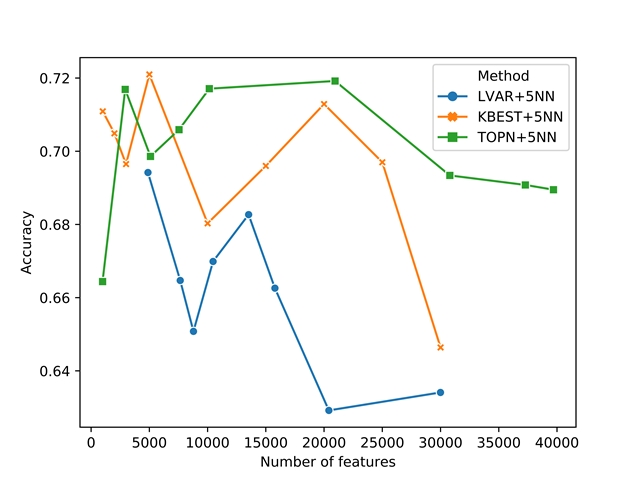 Method
LVAR+5NN
KBEST+5NN
TOPN+5NN
0.72
0.70
0.68
0.66
0.64
Accuracy
0 5000 10000 15000 20000 25000 30000 35000 40000
Number of features